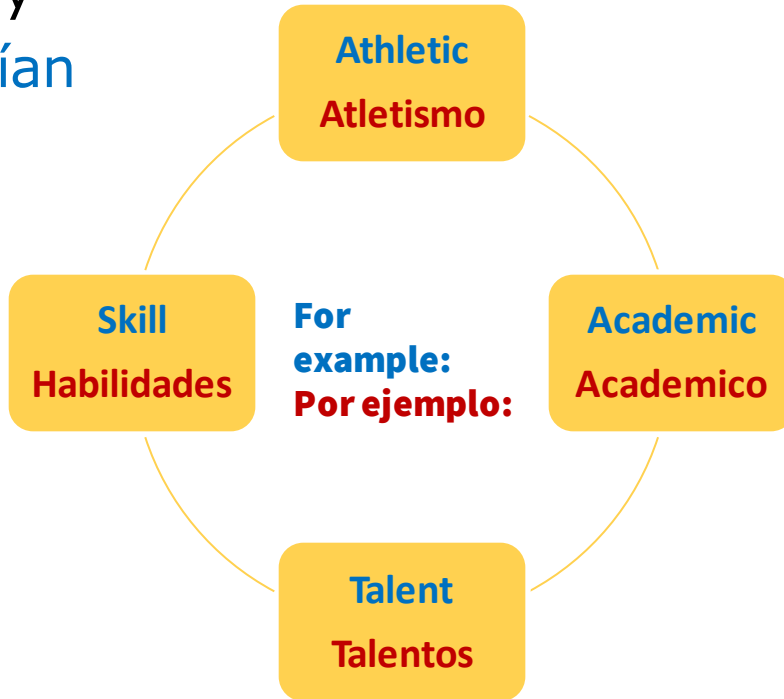 y
ían
Athletic
Atletismo
Skill
Habilidades
For
example:
Por ejemplo:
Academic
Academico
Talent
Talentos